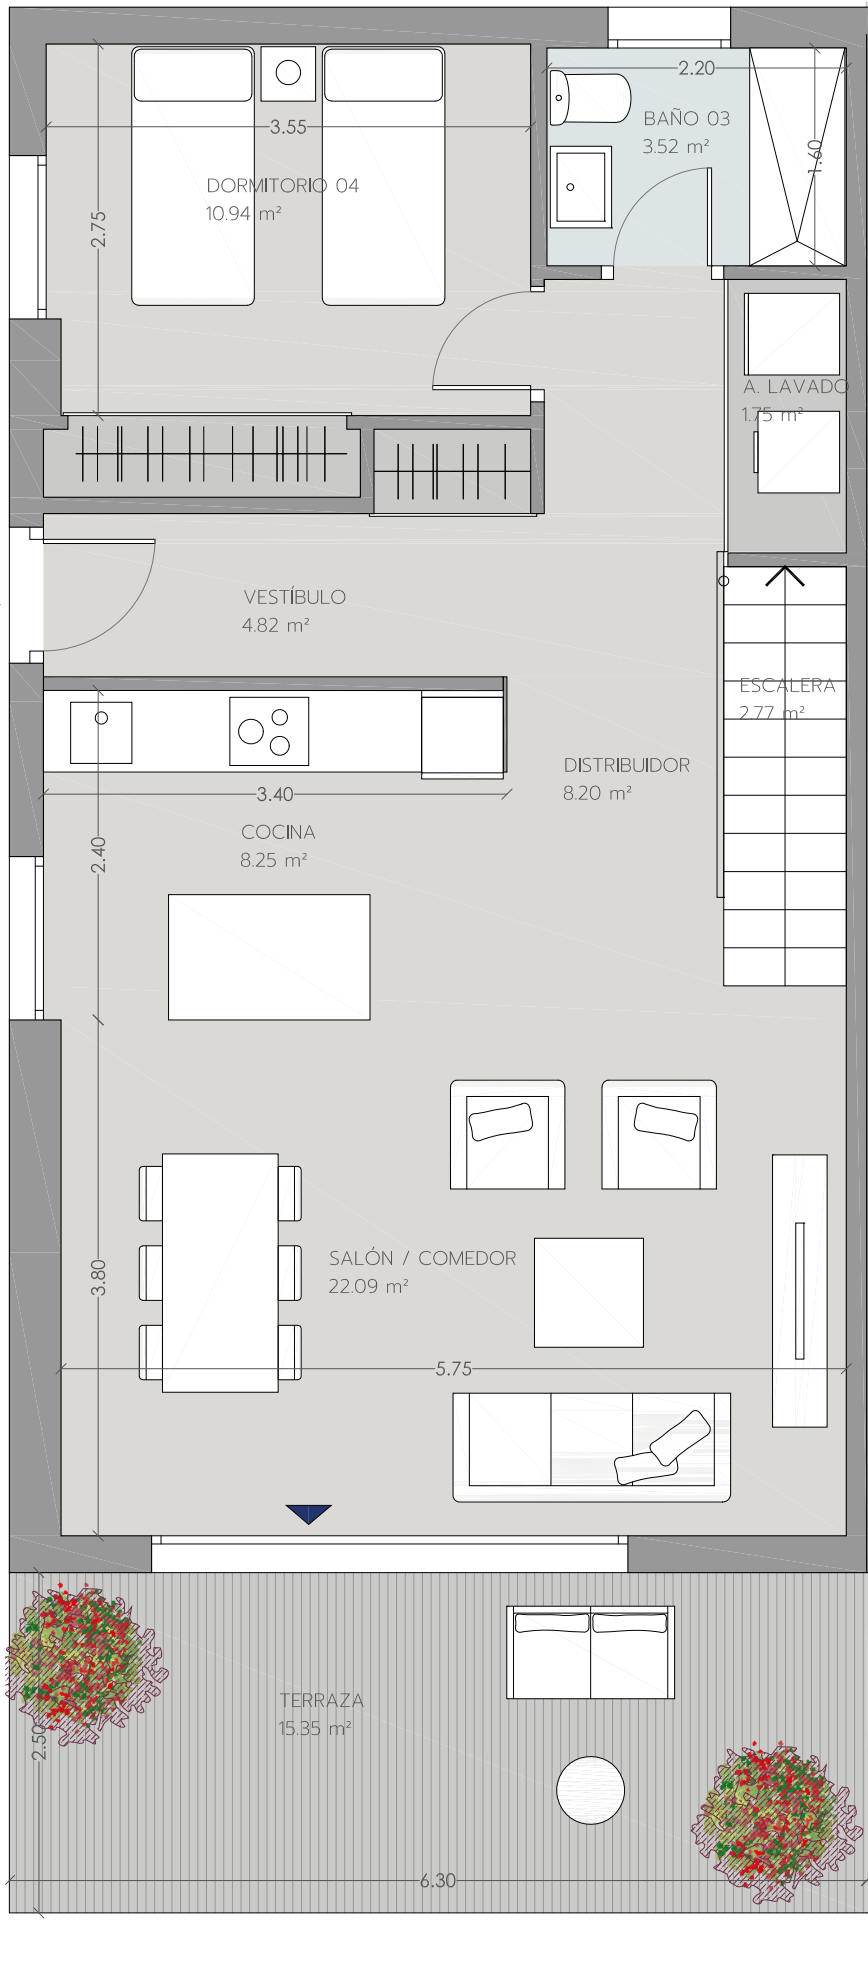 2.20
BAÑO 03
3.52 m²
1.60
3.55
DORMITORIO 04
10.94 m²
2.75
A. LAVADO
1.75 m²
VESTÍBULO
4.82 m²
ESCALERA
2.77 m²
DISTRIBUIDOR
8.20 m²
3.40
COCINA
8.25 m²
2.40
SALÓN / COMEDOR
22.09 m²
3.80
5.75
TERRAZA
15.35 m²
2.50
6.30